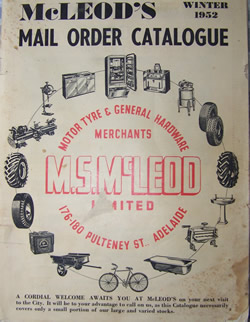 McLEOD'S
WINTER
1952
MAIL ORDER CATALOGUE
MOTOR TYRE & GENERAL HARDWARE
MERCHANTS
M.S. McLEOD
LIMITED
176-180 PULTENEY ST. ADELAIDE
A CORDIAL WELCOME AWAITS YOU AT McLEOD'S on your next visit
to the City. It will be to your advantage to call on us, as this Catalogue necessarily
covers only a small portion of our large and varied stocks.